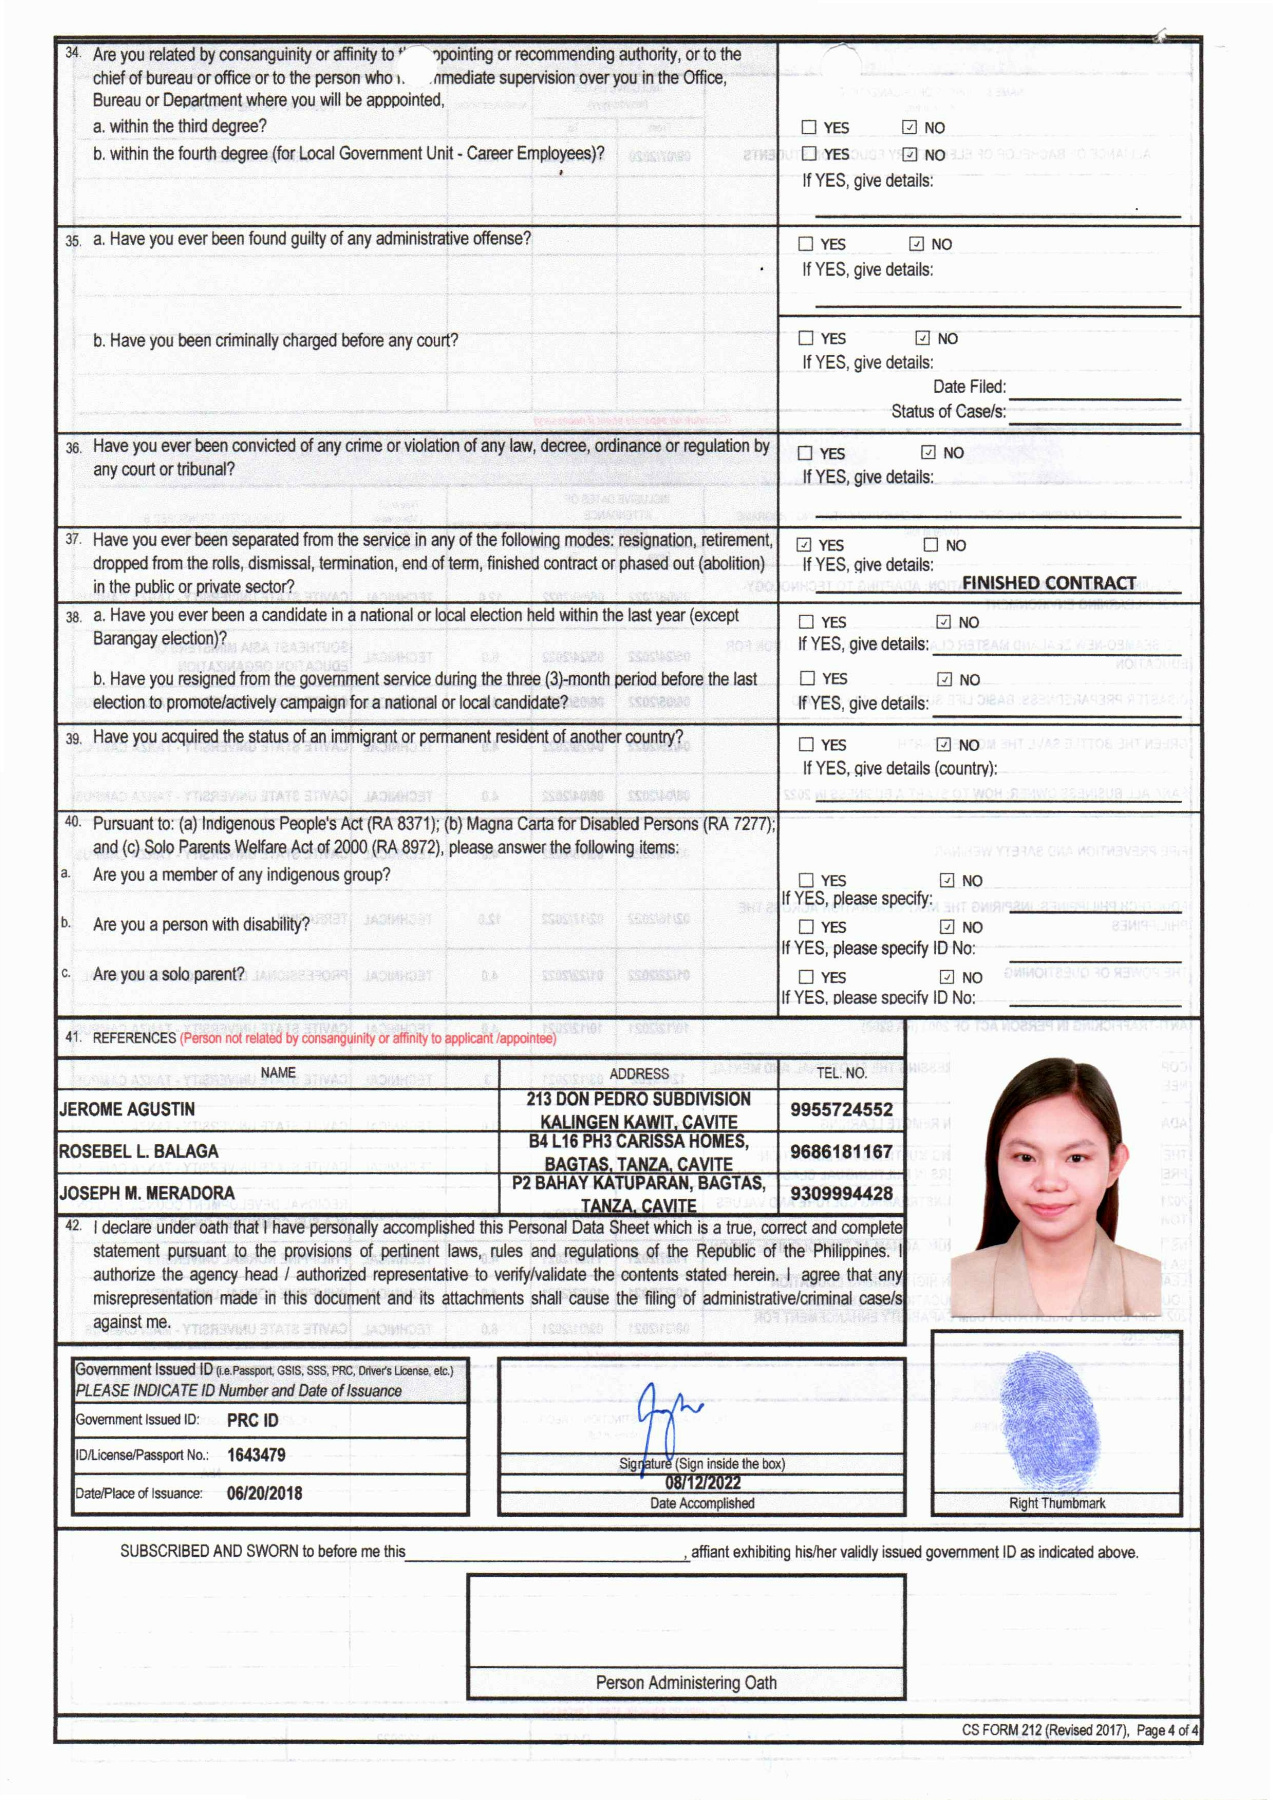 34. Are you related by consanguinity or affinity to ppointing or recommending authority, or to the
chief of bureau or office or to the person who mmediate supervision over you in the Office,
Bureau or Department where you will be apppointed,
a. within the third degree?
☐ YES ☑ NO
b. within the fourth degree (for Local Government Unit - Career Employees)?
☐ YES ☑ NO
If YES, give details:
35. a. Have you ever been found guilty of any administrative offense?
☐ YES ☑ NO
If YES, give details:
b. Have you been criminally charged before any court?
☐ YES ☑ NO
If YES, give details:
Date Filed:
Status of Case/s:
36. Have you ever been convicted of any crime or violation of any law, decree, ordinance or regulation by
any court or tribunal?
☐ YES ☑ NO
If YES, give details:
37. Have you ever been separated from the service in any of the following modes: resignation, retirement,
dropped from the rolls, dismissal, termination, end of term, finished contract or phased out (abolition)
in the public or private sector?
☑ YES ☐ NO
If YES, give details:
FINISHED CONTRACT
38. a. Have you ever been a candidate in a national or local election held within the last year (except
Barangay election)?
☐ YES ☑ NO
If YES, give details:
b. Have you resigned from the government service during the three (3)-month period before the last
election to promote/actively campaign for a national or local candidate?
☐ YES ☑ NO
If YES, give details:
39. Have you acquired the status of an immigrant or permanent resident of another country?
☐ YES ☑ NO
If YES, give details (country):
40. Pursuant to: (a) Indigenous People's Act (RA 8371); (b) Magna Carta for Disabled Persons (RA 7277);
and (c) Solo Parents Welfare Act of 2000 (RA 8972), please answer the following items:
a. Are you a member of any indigenous group?
☐ YES ☑ NO
If YES, please specify:
b. Are you a person with disability?
☐ YES ☑ NO
If YES, please specify ID No:
c. Are you a solo parent?
☐ YES ☑ NO
If YES, please specify ID No:
41. REFERENCES (Person not related by consanguinity or affinity to applicant /appointee)
NAME ADDRESS TEL. NO.
JEROME AGUSTIN 213 DON PEDRO SUBDIVISION 9955724552
KALINGEN KAWIT, CAVITE
ROSEBEL L. BALAGA B4 L16 PH3 CARISSA HOMES, 9686181167
BAGTAS, TANZA, CAVITE
JOSEPH M. MERADORA P2 BAHAY KATUPARAN, BAGTAS, 9309994428
TANZA, CAVITE
42. I declare under oath that I have personally accomplished this Personal Data Sheet which is a true, correct and complete
statement pursuant to the provisions of pertinent laws, rules and regulations of the Republic of the Philippines. I
authorize the agency head / authorized representative to verify/validate the contents stated herein. I agree that any
misrepresentation made in this document and its attachments shall cause the filing of administrative/criminal case/s
against me.
Government Issued ID (i.e.Passport, GSIS, SSS, PRC, Driver's License, etc.)
PLEASE INDICATE ID Number and Date of Issuance
Government Issued ID: PRC ID
ID/License/Passport No.: 1643479
Date/Place of Issuance: 06/20/2018
Signature (Sign inside the box)
08/12/2022
Date Accomplished
Right Thumbmark
SUBSCRIBED AND SWORN to before me this , affiant exhibiting his/her validly issued government ID as indicated above.
Person Administering Oath
CS FORM 212 (Revised 2017), Page 4 of 4